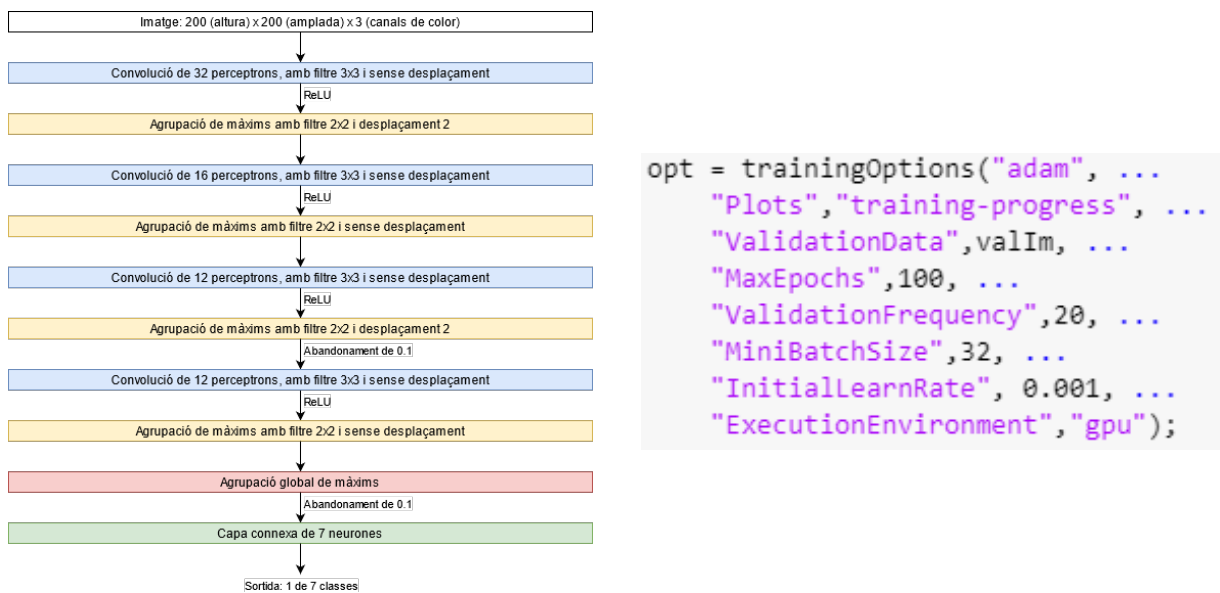 Imatge: 200 (altura) x 200 (amplada) x 3 (canals de color)
Convolució de 32 perceptrons, amb filtre 3x3 i sense desplaçament
ReLU
Agrupació de màxims amb filtre 2x2 i desplaçament 2
Convolució de 16 perceptrons, amb filtre 3x3 i sense desplaçament
ReLU
Agrupació de màxims amb filtre 2x2 i sense desplaçament
Convolució de 12 perceptrons, amb filtre 3x3 i sense desplaçament
ReLU
Agrupació de màxims amb filtre 2x2 i desplaçament 2
Abandonament de 0.1
Convolució de 12 perceptrons, amb filtre 3x3 i sense desplaçament
ReLU
Agrupació de màxims amb filtre 2x2 i sense desplaçament
Agrupació global de màxims
Abandonament de 0.1
Capa connexa de 7 neurones
Sortida: 1 de 7 classes
opt = trainingOptions("adam", ...
"Plots","training-progress", ...
"ValidationData",valIm, ...
"MaxEpochs",100, ...
"ValidationFrequency",20, ...
"MiniBatchSize",32, ...
"InitialLearnRate", 0.001, ...
"ExecutionEnvironment","gpu");